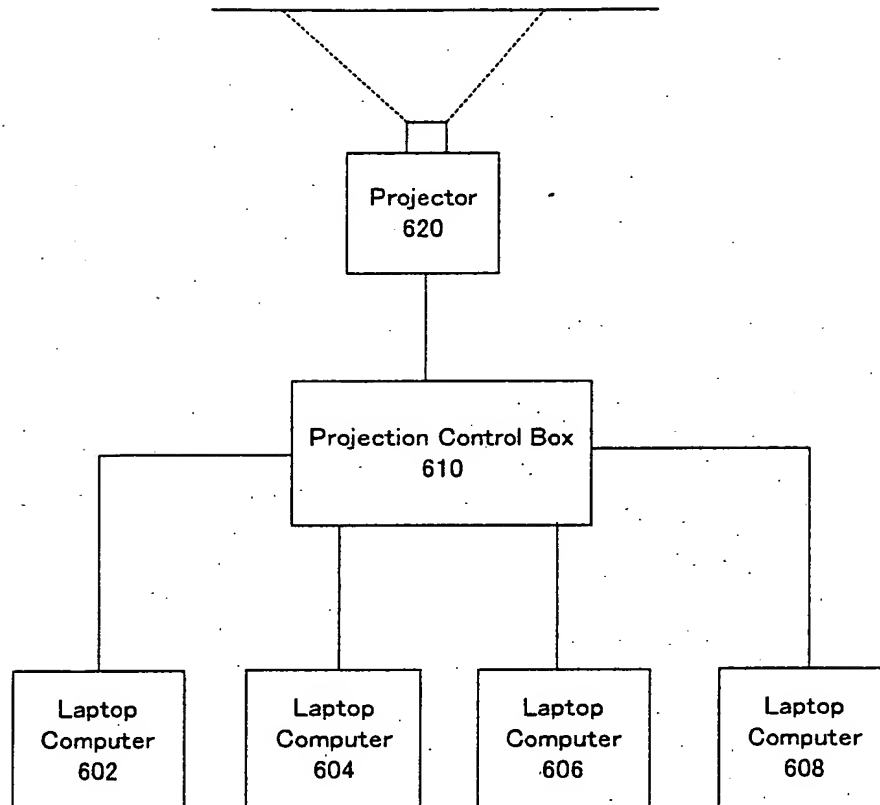 Projector
620
Projection Control Box
610
Laptop
Computer
602
Laptop
Computer
604
Laptop
Computer
606
Laptop
Computer
608